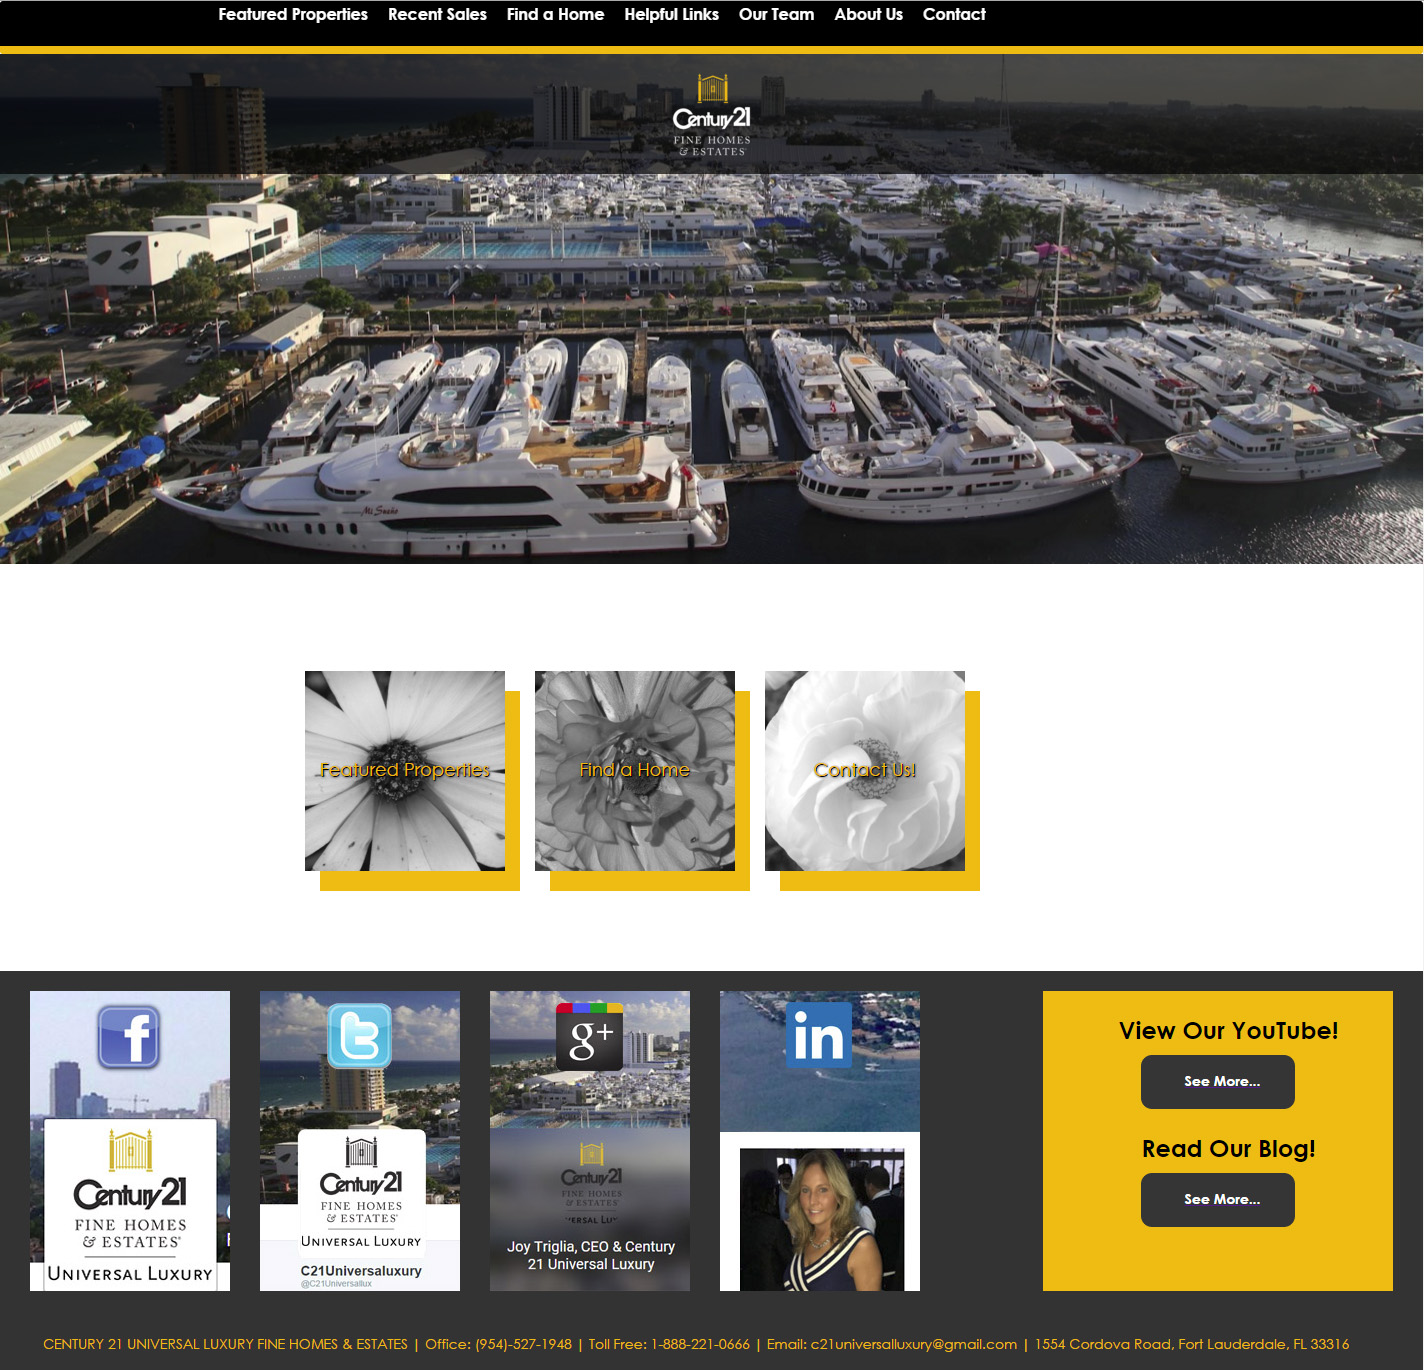 Featured Properties Recent Sales Find a Home Helpful Links Our Team About Us Contact
Century 21
FINE HOMES
& ESTATES
Mi Sueño
Featured Properties
Find a Home
Contact Us!
f
Century 21
FINE HOMES
& ESTATES
UNIVERSAL LUXURY
t
Century 21
FINE HOMES
& ESTATES
UNIVERSAL LUXURY
C21Universaluxury
@C21Universallux
g+
Century 21
FINE HOMES
& ESTATES
Joy Triglia, CEO & Century
21 Universal Luxury
in
View Our YouTube!
See More...
Read Our Blog!
See More...
CENTURY 21 UNIVERSAL LUXURY FINE HOMES & ESTATES | Office: (954)-527-1948 | Toll Free: 1-888-221-0666 | Email: c21universalluxury@gmail.com | 1554 Cordova Road, Fort Lauderdale, FL 33316